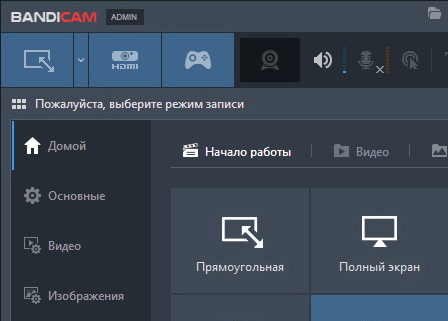 BANDICAM ADMIN
HDMI
Пожалуйста, выберите режим записи
Домой
Начало работы
Видео
Основные
Видео
Изображения
Прямоугольная
Полный экран